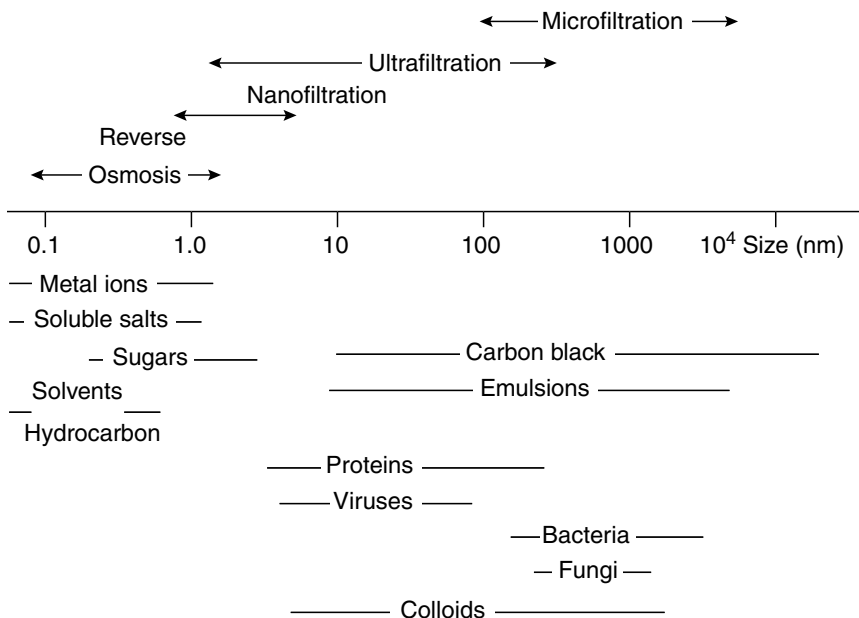 Microfiltration
Ultrafiltration
Nanofiltration
Reverse
Osmosis
0.1 1.0 10 100 1000 10⁴ Size (nm)
Metal ions
Soluble salts
Sugars Carbon black
Solvents Emulsions
Hydrocarbon
Proteins
Viruses
Bacteria
Fungi
Colloids